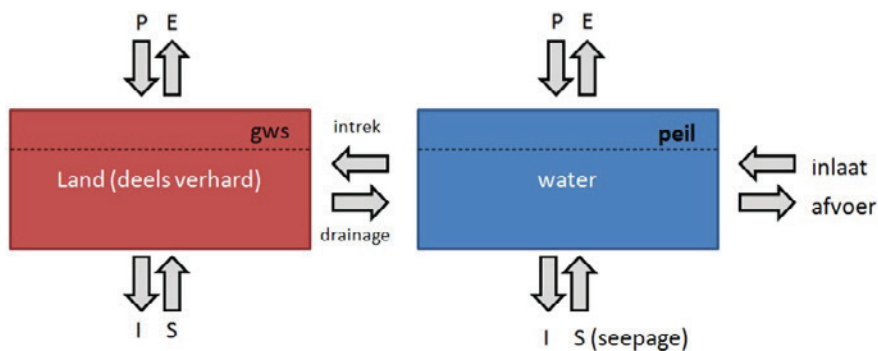 P E P E
gws intrek peil
Land (deels verhard) water inlaat
afvoer
drainage
I S I S (seepage)